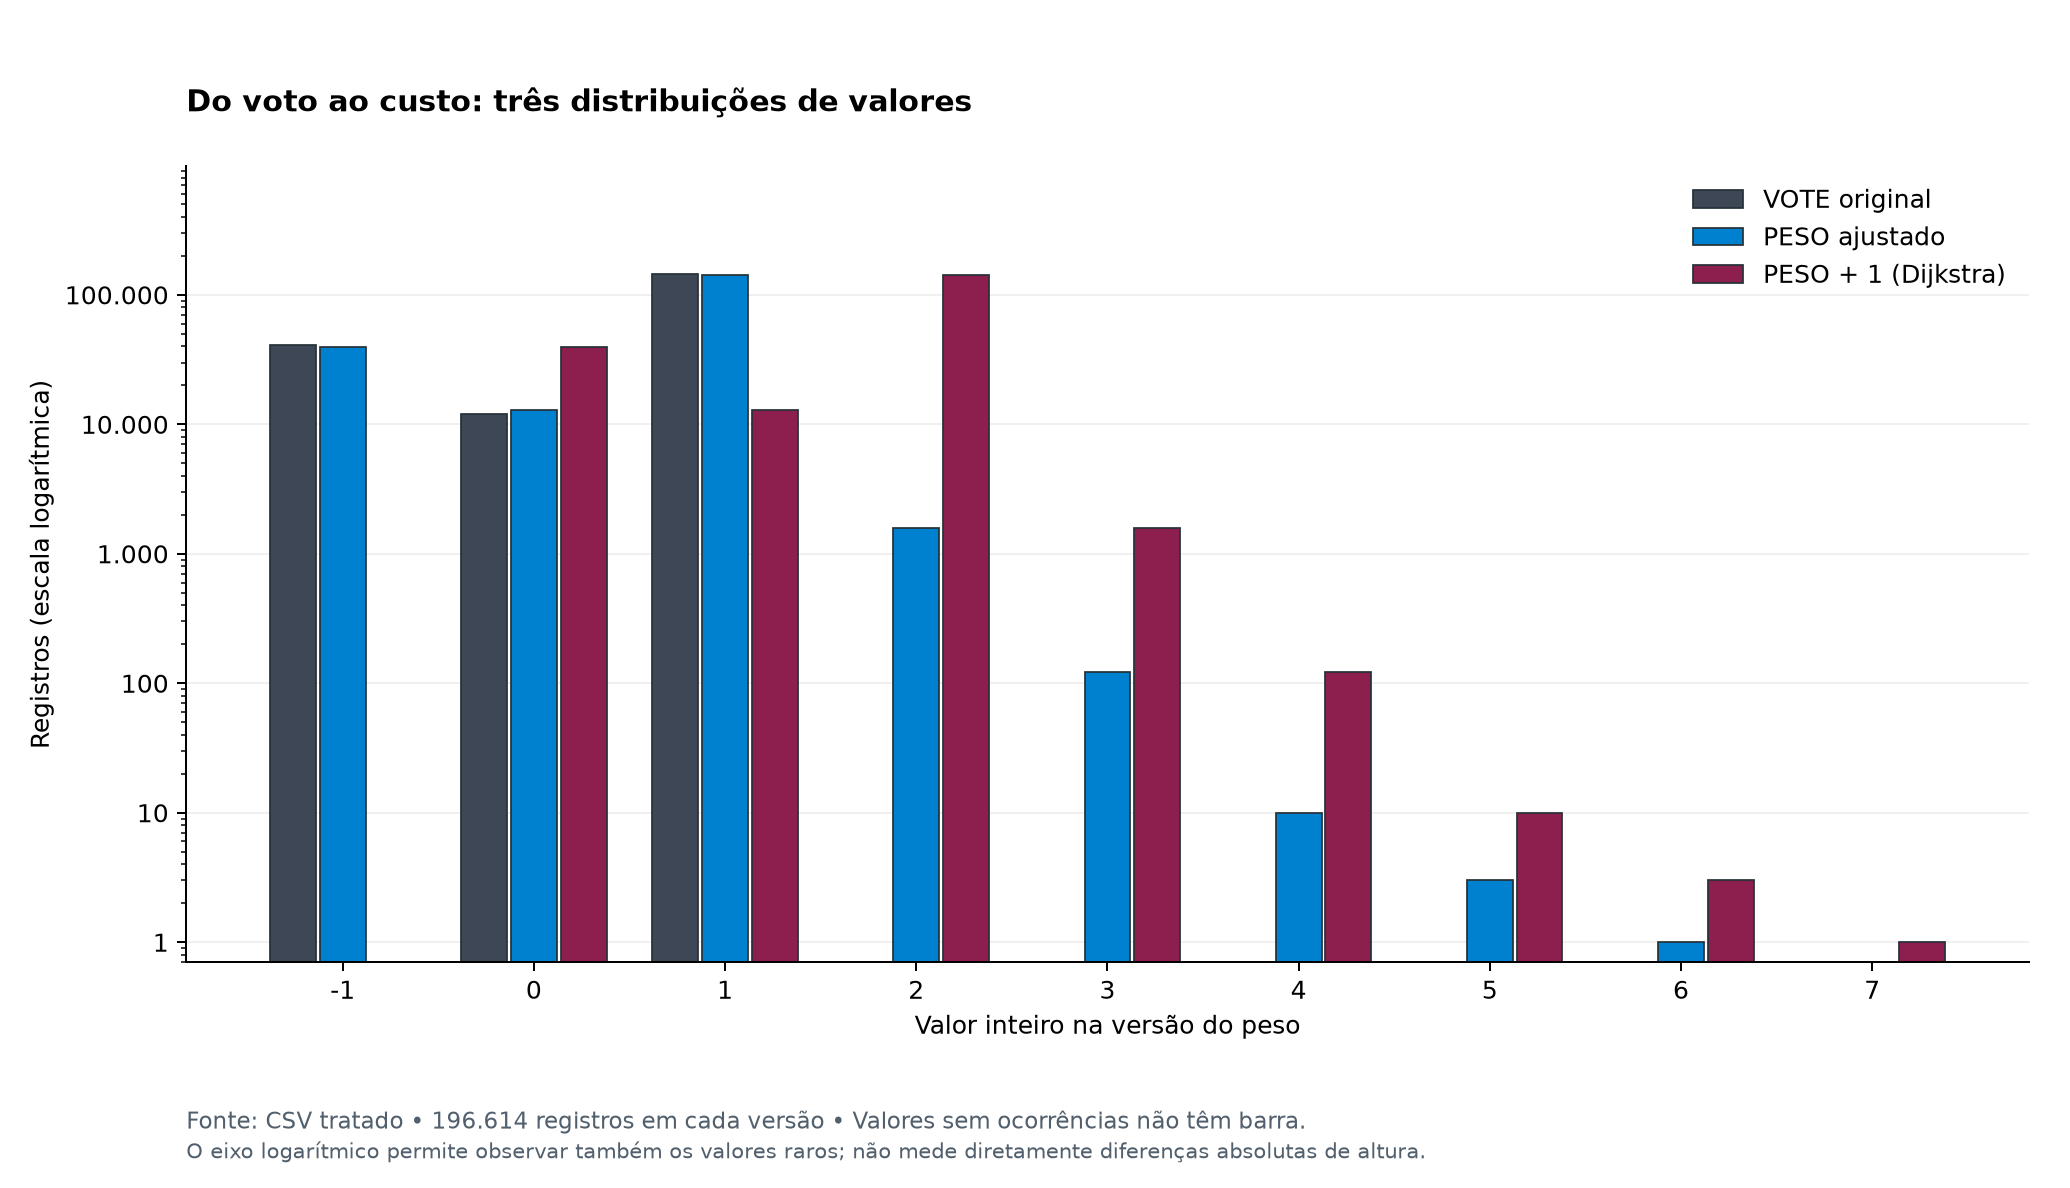 Do voto ao custo: três distribuições de valores
VOTE original
PESO ajustado
PESO + 1 (Dijkstra)
Registros (escala logarítmica)
100.000
10.000
1.000
100
10
1
-1 0 1 2 3 4 5 6 7
Valor inteiro na versão do peso
Fonte: CSV tratado • 196.614 registros em cada versão • Valores sem ocorrências não têm barra.
O eixo logarítmico permite observar também os valores raros; não mede diretamente diferenças absolutas de altura.